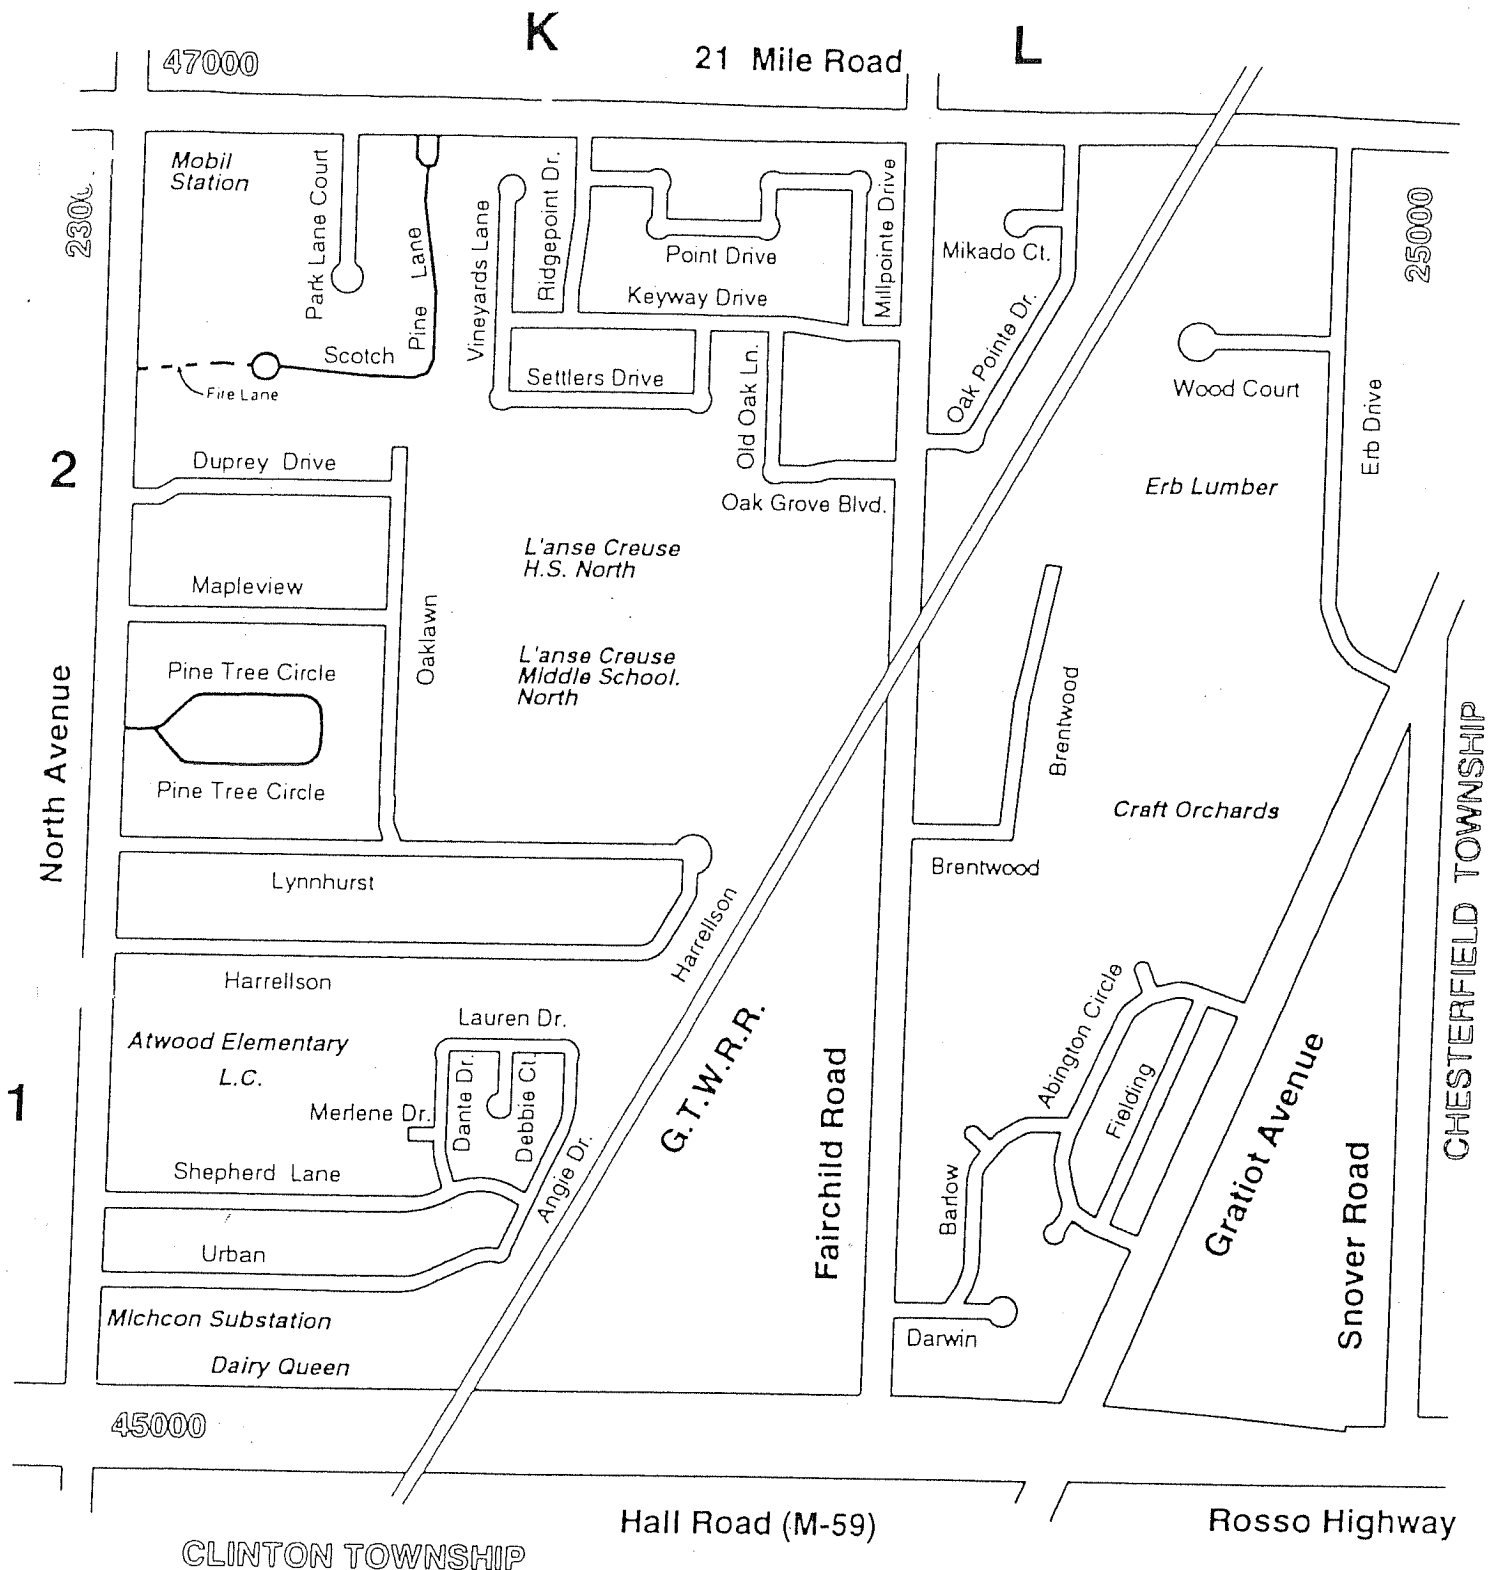 K
L
47000
21 Mile Road
Mobil
Station
Park Lane Court
Pine Lane
Scotch
Fire Lane
Vineyards Lane
Ridgepoint Dr.
Point Drive
Keyway Drive
Millpointe Drive
Mikado Ct.
Oak Pointe Dr.
25000
Settlers Drive
Old Oak Ln.
Wood Court
Erb Drive
2
Duprey Drive
Oak Grove Blvd.
Erb Lumber
L'anse Creuse
H.S. North
Mapleview
Oaklawn
L'anse Creuse
Middle School.
North
Pine Tree Circle
Pine Tree Circle
North Avenue
Brentwood
Brentwood
Craft Orchards
CHESTERFIELD TOWNSHIP
Lynnhurst
Harrellson
Harrellson
Atwood Elementary
L.C.
Lauren Dr.
Dante Dr.
Debbie Ct.
Merlene Dr.
Angie Dr.
G.T.W.R.R.
Fairchild Road
Abington Circle
Fielding
Gratiot Avenue
Snover Road
1
Shepherd Lane
Barlow
Urban
Michcon Substation
Dairy Queen
Darwin
45000
Hall Road (M-59)
Rosso Highway
CLINTON TOWNSHIP